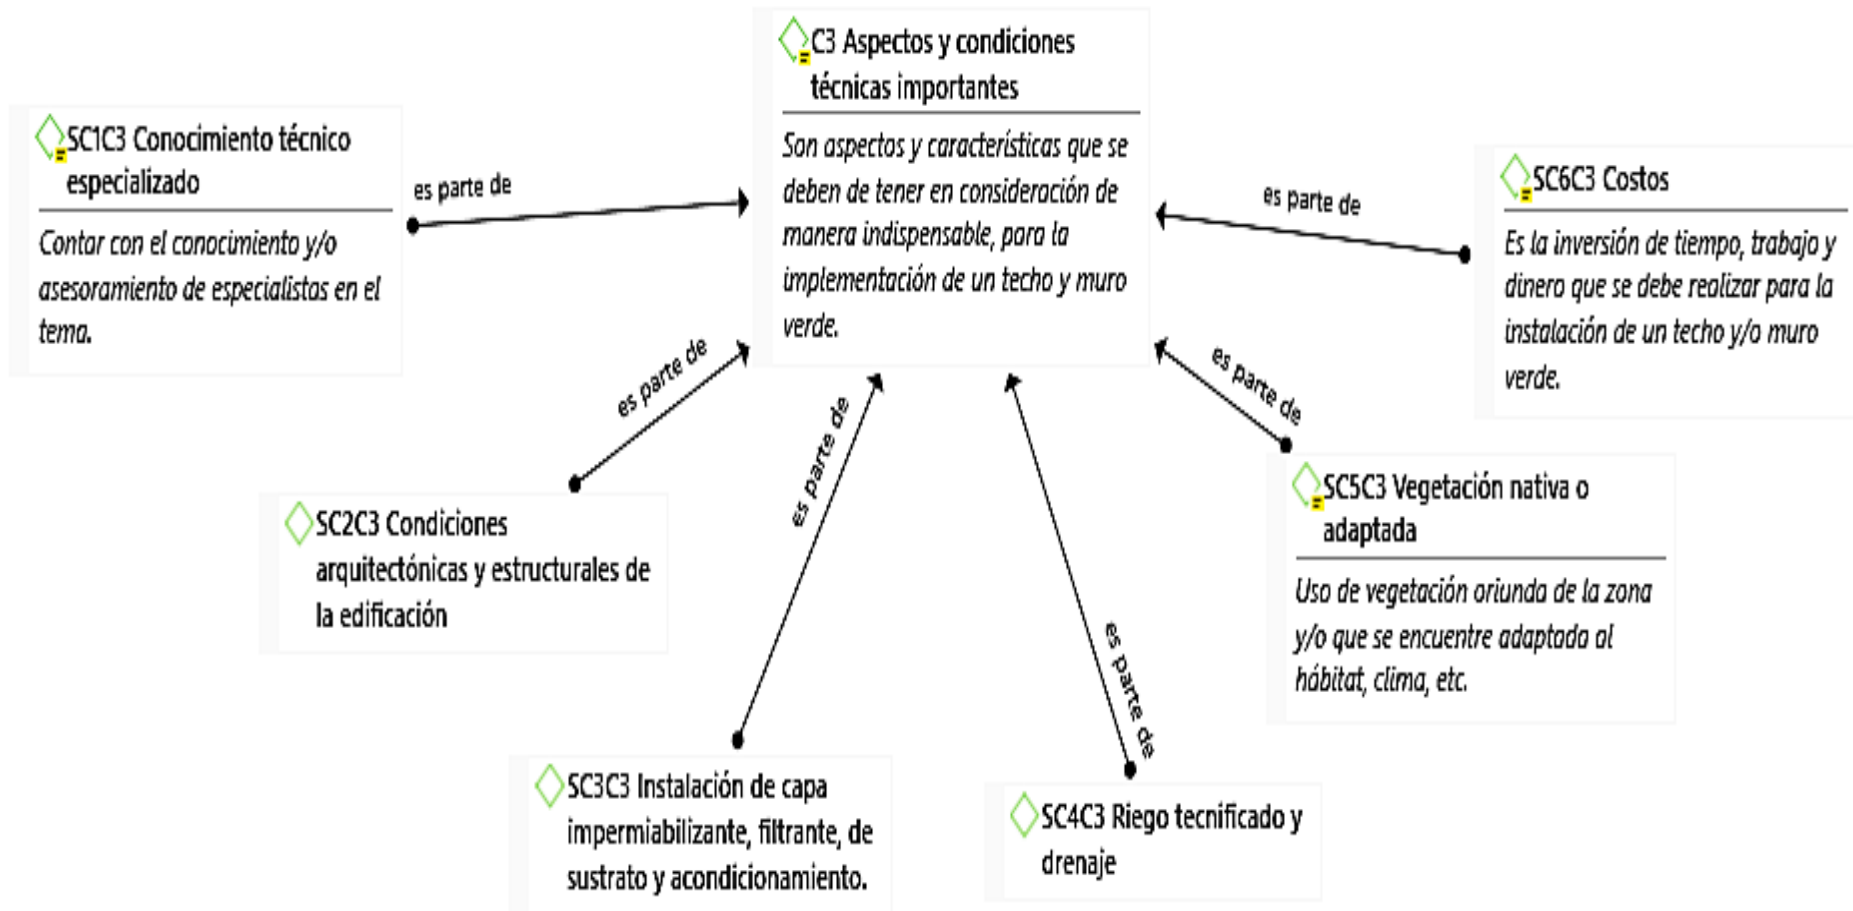 C3 Aspectos y condiciones
técnicas importantes
Son aspectos y características que se
deben de tener en consideración de
manera indispensable, para la
implementación de un techo y muro
verde.
SC1C3 Conocimiento técnico
especializado
Contar con el conocimiento y/o
asesoramiento de especialistas en el
tema.
es parte de
SC6C3 Costos
Es la inversión de tiempo, trabajo y
dinero que se debe realizar para la
instalación de un techo y/o muro
verde.
es parte de
SC2C3 Condiciones
arquitectónicas y estructurales de
la edificación
es parte de
SC5C3 Vegetación nativa o
adaptada
Uso de vegetación oriunda de la zona
y/o que se encuentre adaptada al
hábitat, clima, etc.
es parte de
SC3C3 Instalación de capa
impermiabilizante, filtrante, de
sustrato y acondicionamiento.
es parte de
SC4C3 Riego tecnificado y
drenaje
es parte de